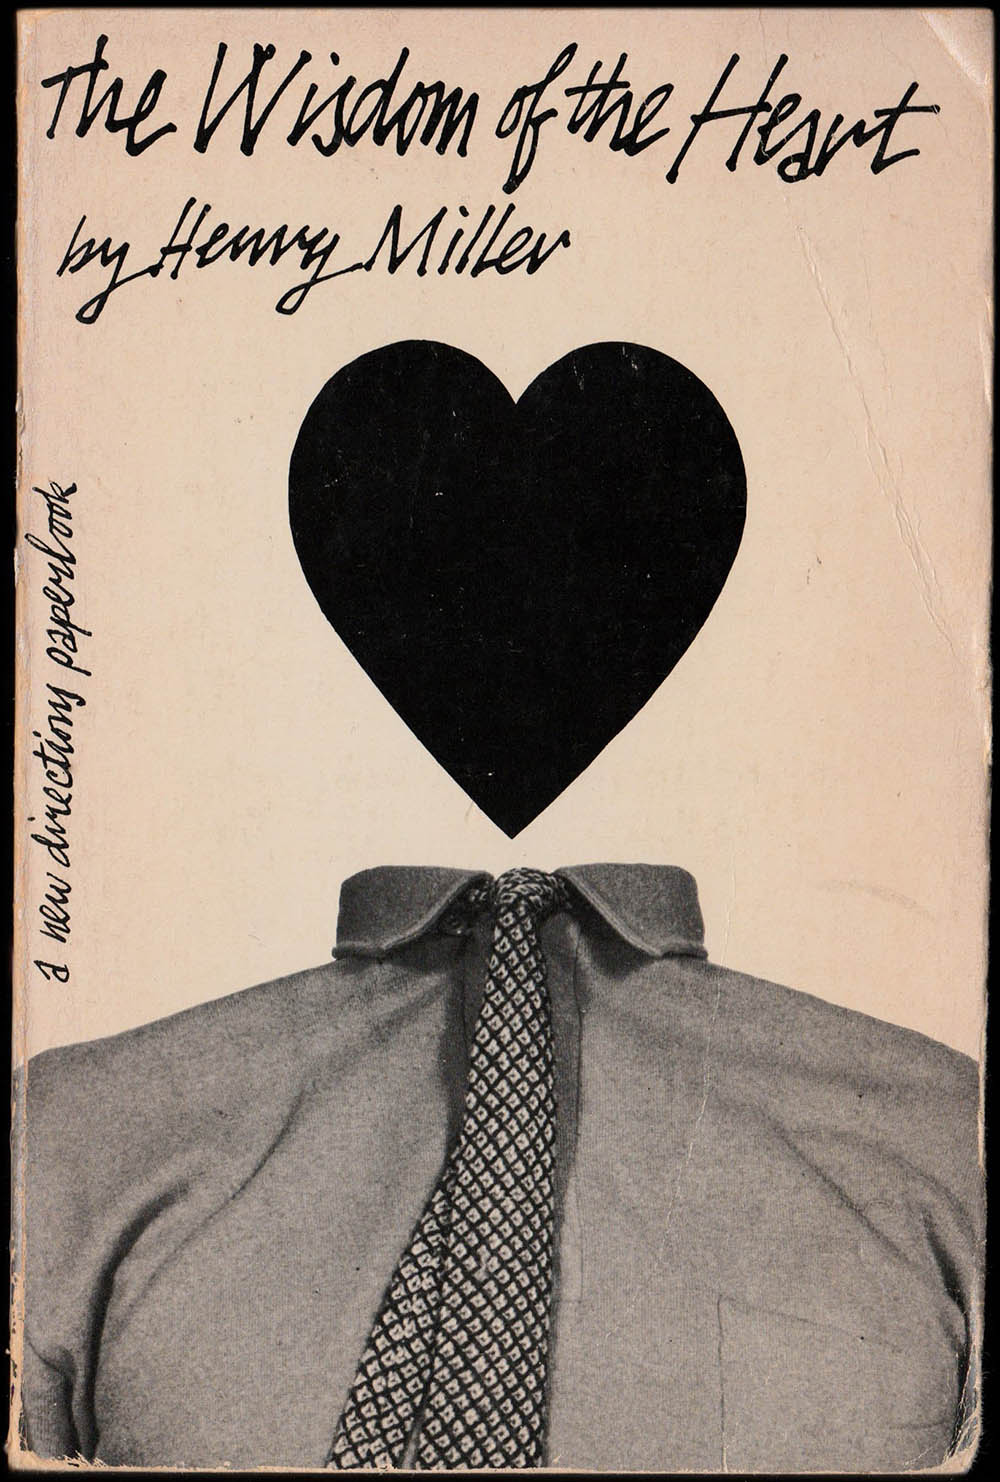 The Wisdom of the Heart
by Henry Miller
a new directions paperbook